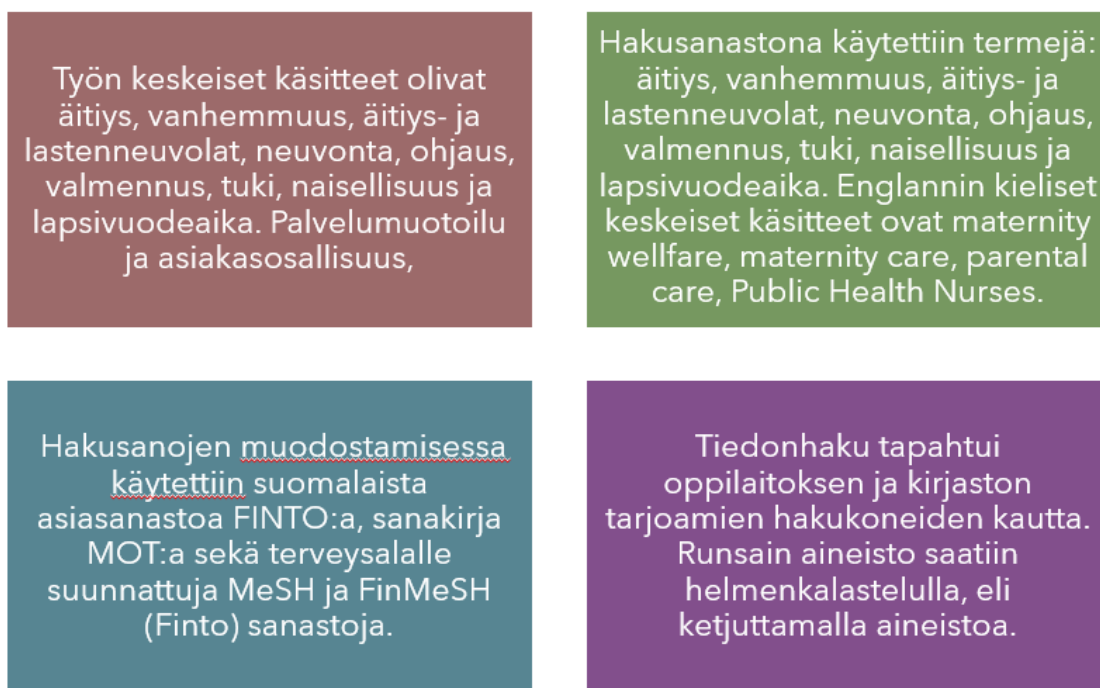 Työn keskeiset käsitteet olivat
äitiys, vanhemmuus, äitiys- ja
lastenneuvolat, neuvonta, ohjaus,
valmennus, tuki, naisellisuus ja
lapsivuodeaika. Palvelumuotoilu
ja asiakasosallisuus,
Hakusanastona käytettiin termejä:
äitiys, vanhemmuus, äitiys- ja
lastenneuvolat, neuvonta, ohjaus,
valmennus, tuki, naisellisuus ja
lapsivuodeaika. Englannin kieliset
keskeiset käsitteet ovat maternity
wellfare, maternity care, parental
care, Public Health Nurses.
Hakusanojen muodostamisessa
käytettiin suomalaista
asiasanastoa FINTO:a, sanakirja
MOT:a sekä terveysalalle
suunnattuja MeSH ja FinMeSH
(Finto) sanastoja.
Tiedonhaku tapahtui
oppilaitoksen ja kirjaston
tarjoamien hakukoneiden kautta.
Runsain aineisto saatiin
helmenkalastelulla, eli
ketjuttamalla aineistoa.